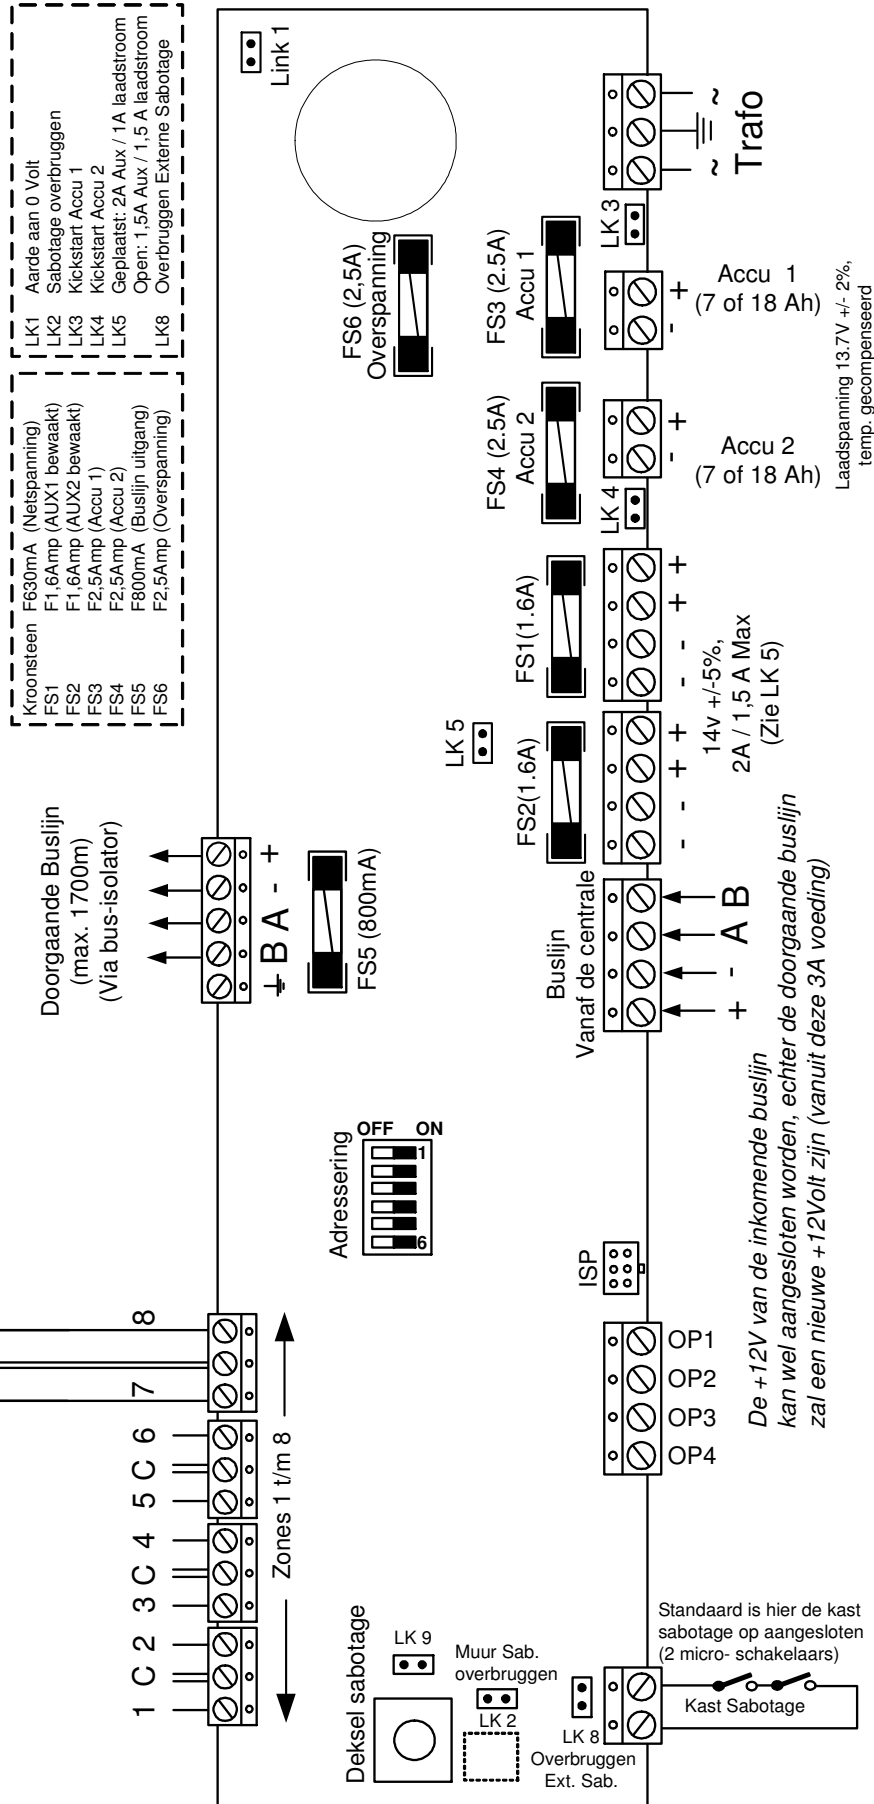 LK1 Aarde aan 0 Volt
LK2 Sabotage overbruggen
LK3 Kickstart Accu 1
LK4 Kickstart Accu 2
LK5 Geplaatst: 2A Aux / 1A laadstroom
Open: 1,5A Aux / 1,5 A laadstroom
LK8 Overbruggen Externe Sabotage
Kroonsteen F630mA (Netspanning)
FS1 F1,6Amp (AUX1 bewaakt)
FS2 F1,6Amp (AUX2 bewaakt)
FS3 F2,5Amp (Accu 1)
FS4 F2,5Amp (Accu 2)
FS5 F800mA (Buslijn uitgang)
FS6 F2,5Amp (Overspanning)
Link 1
~ ~
Trafo
LK 3
FS6 (2,5A)
Overspanning
FS3 (2.5A)
Accu 1
+ -
Accu 1
(7 of 18 Ah)
FS4 (2.5A)
Accu 2
+ -
Accu 2
(7 of 18 Ah)
Laadspanning 13.7V +/- 2%,
temp. gecompenseerd
LK 4
FS1(1.6A)
- - + +
LK 5
FS2(1.6A)
- - + +
14v +/-5%,
2A / 1,5 A Max
(Zie LK 5)
Doorgaande Buslijn
(max. 1700m)
(Via bus-isolator)
B A - +
FS5 (800mA)
Buslijn
Vanaf de centrale
+ - A B
De +12V van de inkomende buslijn
kan wel aangesloten worden, echter de doorgaande buslijn
zal een nieuwe +12Volt zijn (vanuit deze 3A voeding)
Adressering
OFF ON
1
6
ISP
OP1
OP2
OP3
OP4
1 C 2 3 C 4 5 C 6 7 8
Zones 1 t/m 8
Deksel sabotage
LK 9
Muur Sab.
overbruggen
LK 2
LK 8
Overbruggen
Ext. Sab.
Standaard is hier de kast
sabotage op aangesloten
(2 micro- schakelaars)
Kast Sabotage